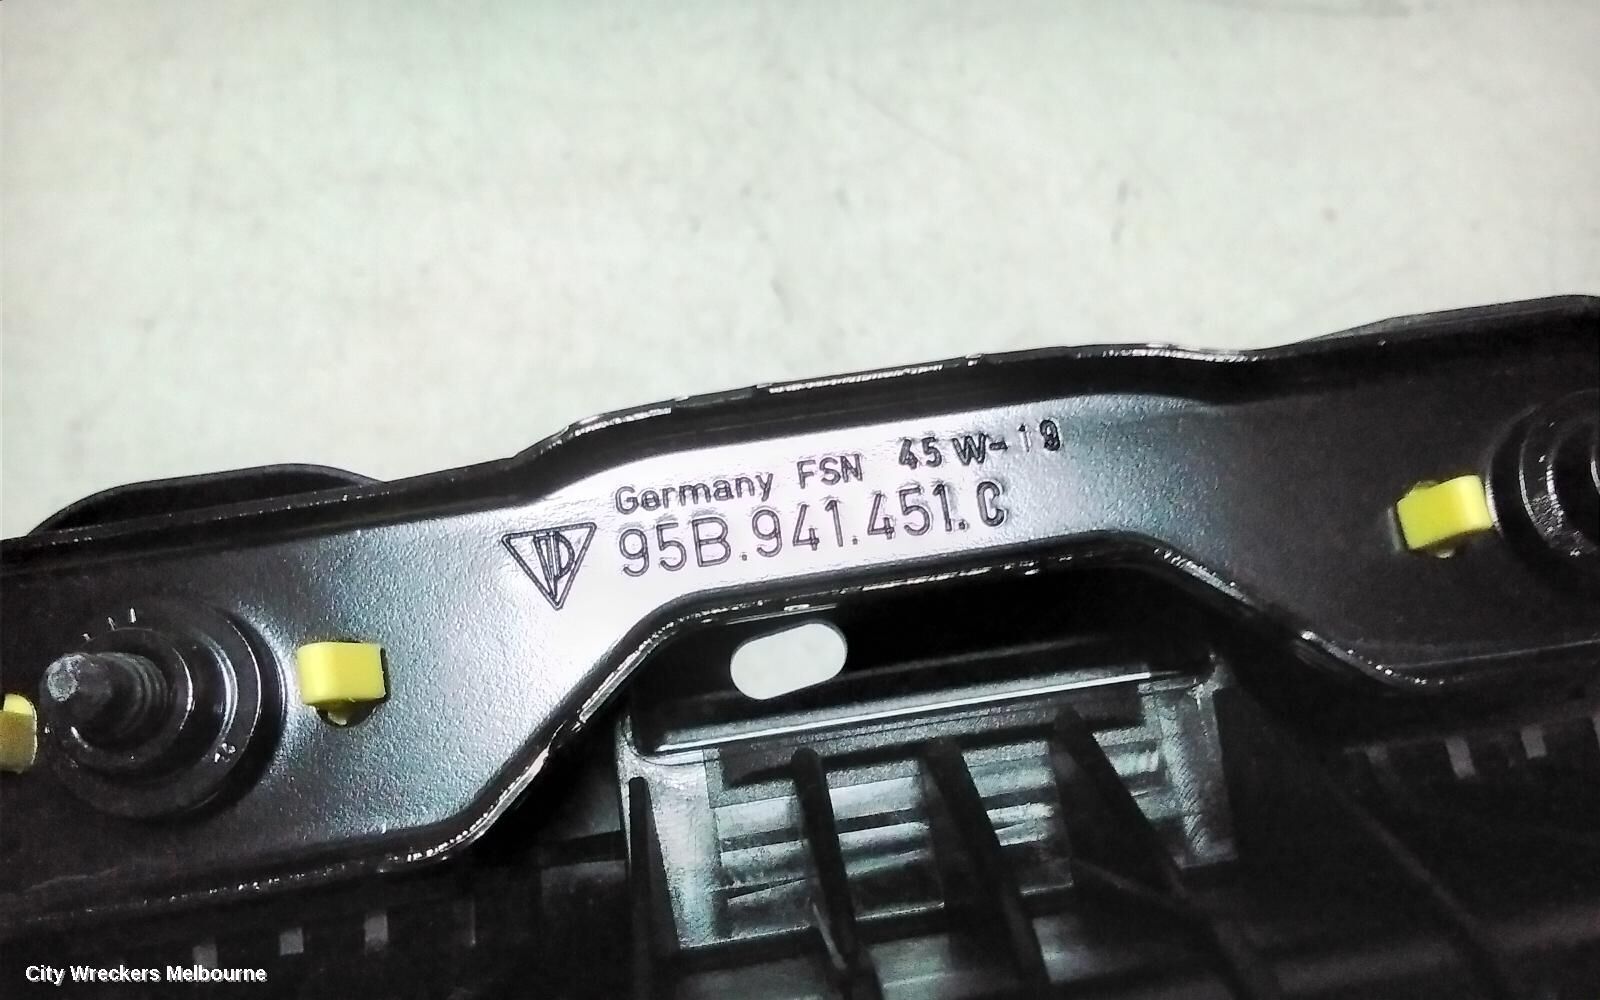 Germany FSN 45 W-19
95B.941.451.C
City Wreckers Melbourne